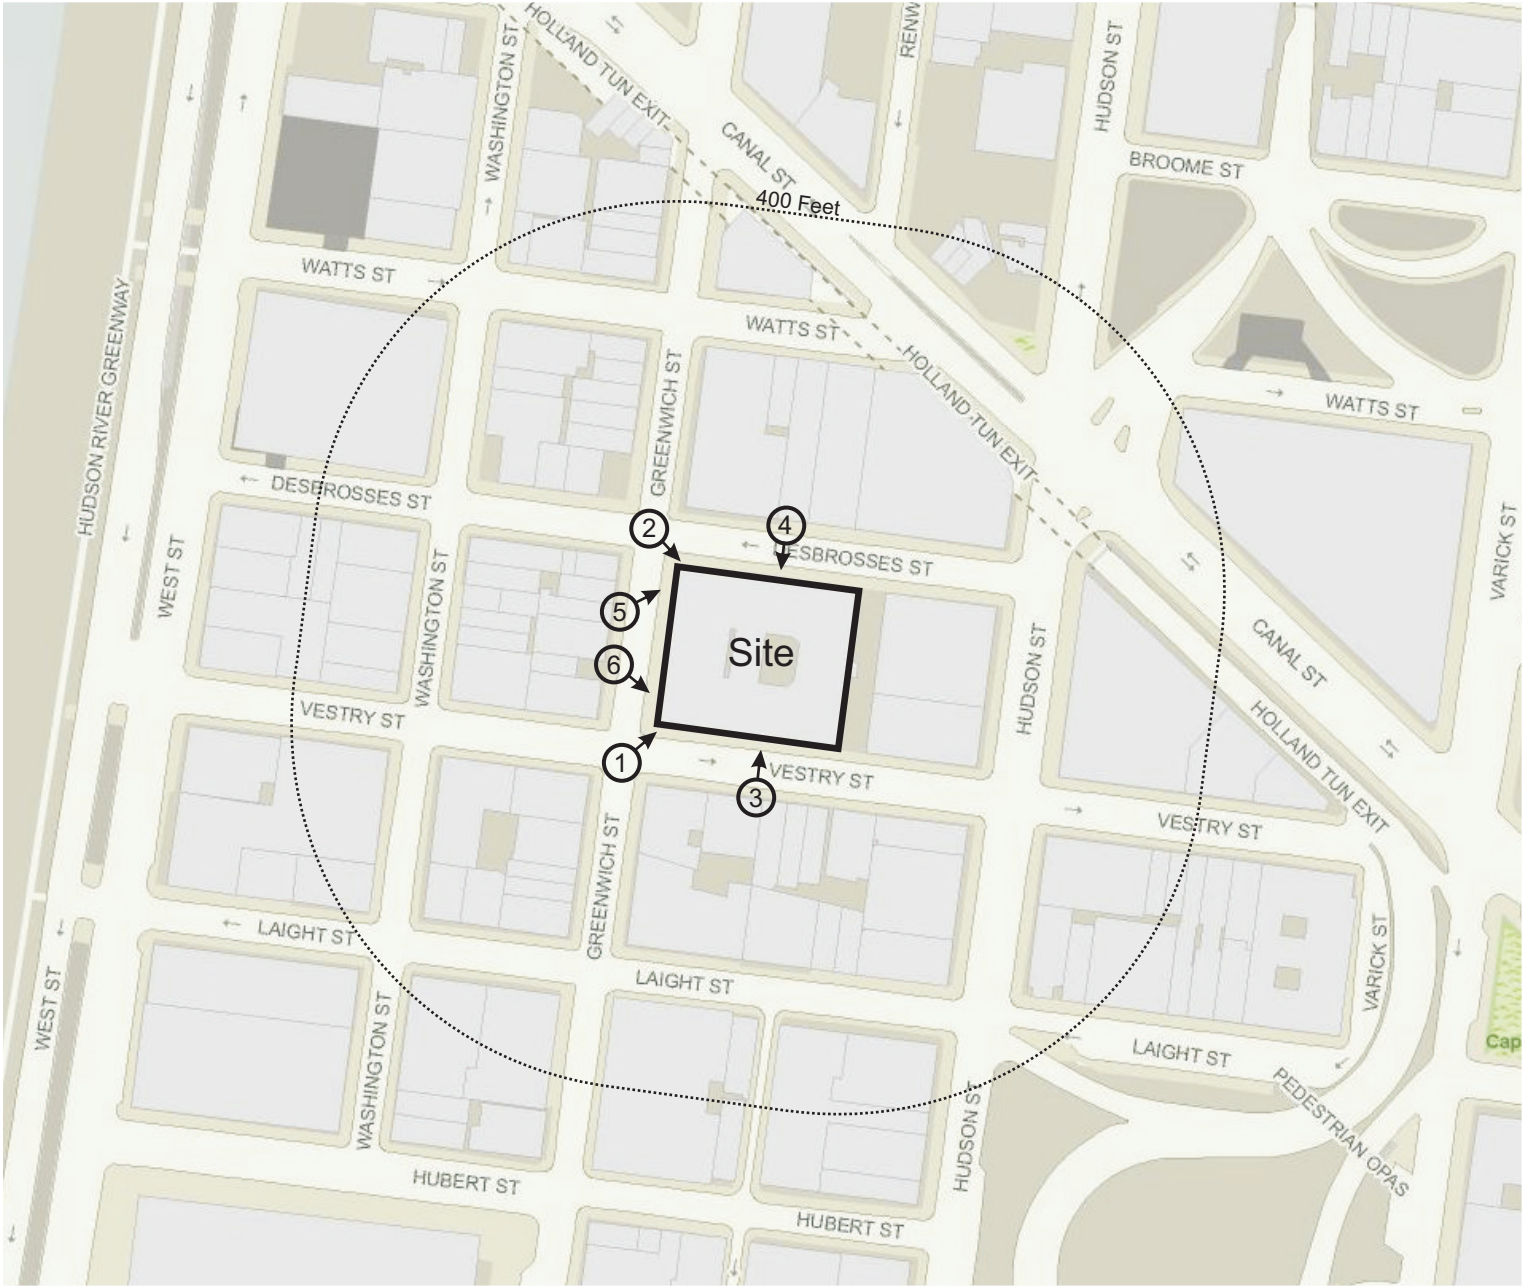 HOLLAND TUN EXIT
RENW
HUDSON ST
WASHINGTON ST
CANAL ST
BROOME ST
400 Feet
WATTS ST
WATTS ST
HUDSON RIVER GREENWAY
GREENWICH ST
HOLLAND TUN EXIT
WATTS ST
DESBROSSES ST
2
4
DESBROSSES ST
VARICK ST
WEST ST
WASHINGTON ST
5
Site
6
HUDSON ST
CANAL ST
VESTRY ST
1
3
VESTRY ST
HOLLAND TUN EXIT
VESTRY ST
GREENWICH ST
LAIGHT ST
VARICK ST
LAIGHT ST
WEST ST
WASHINGTON ST
Cap
LAIGHT ST
PEDESTRIAN OPAS
HUDSON ST
HUBERT ST
HUBERT ST